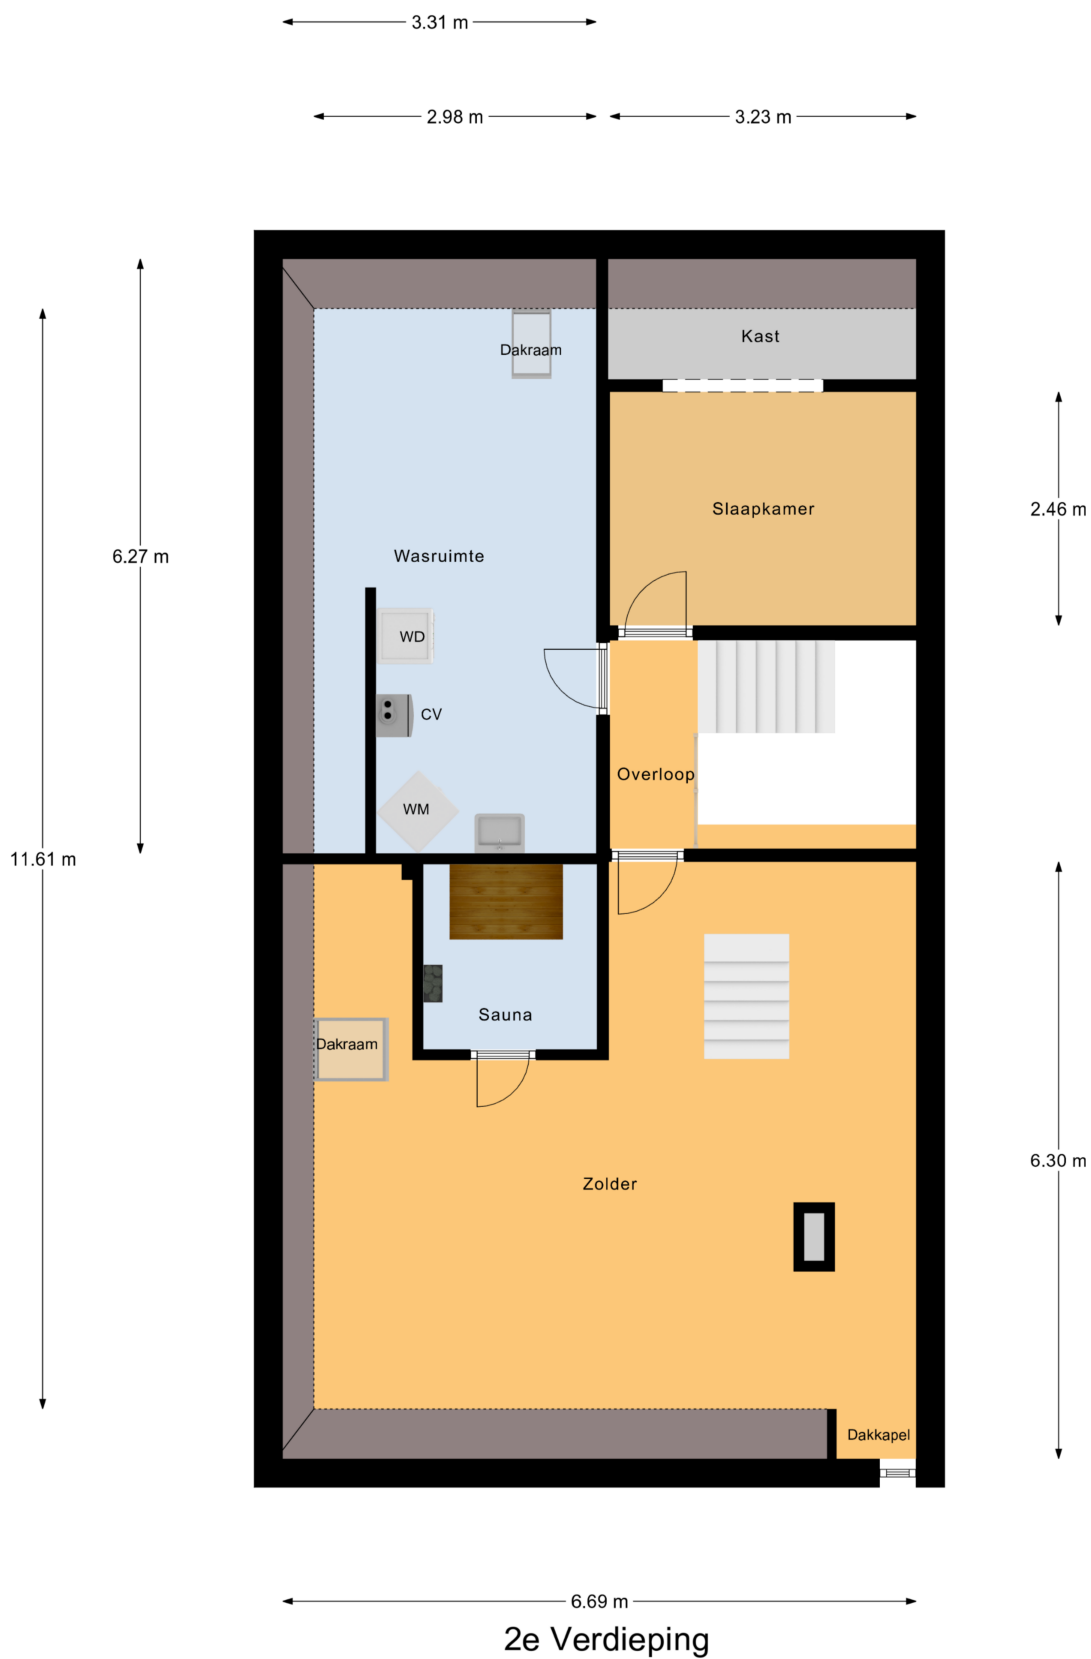 3.31 m
2.98 m
3.23 m
Kast
Dakraam
2.46 m
Slaapkamer
6.27 m
Wasruimte
WD
CV
Overloop
WM
11.61 m
Sauna
Dakraam
6.30 m
Zolder
Dakkapel
6.69 m
2e Verdieping